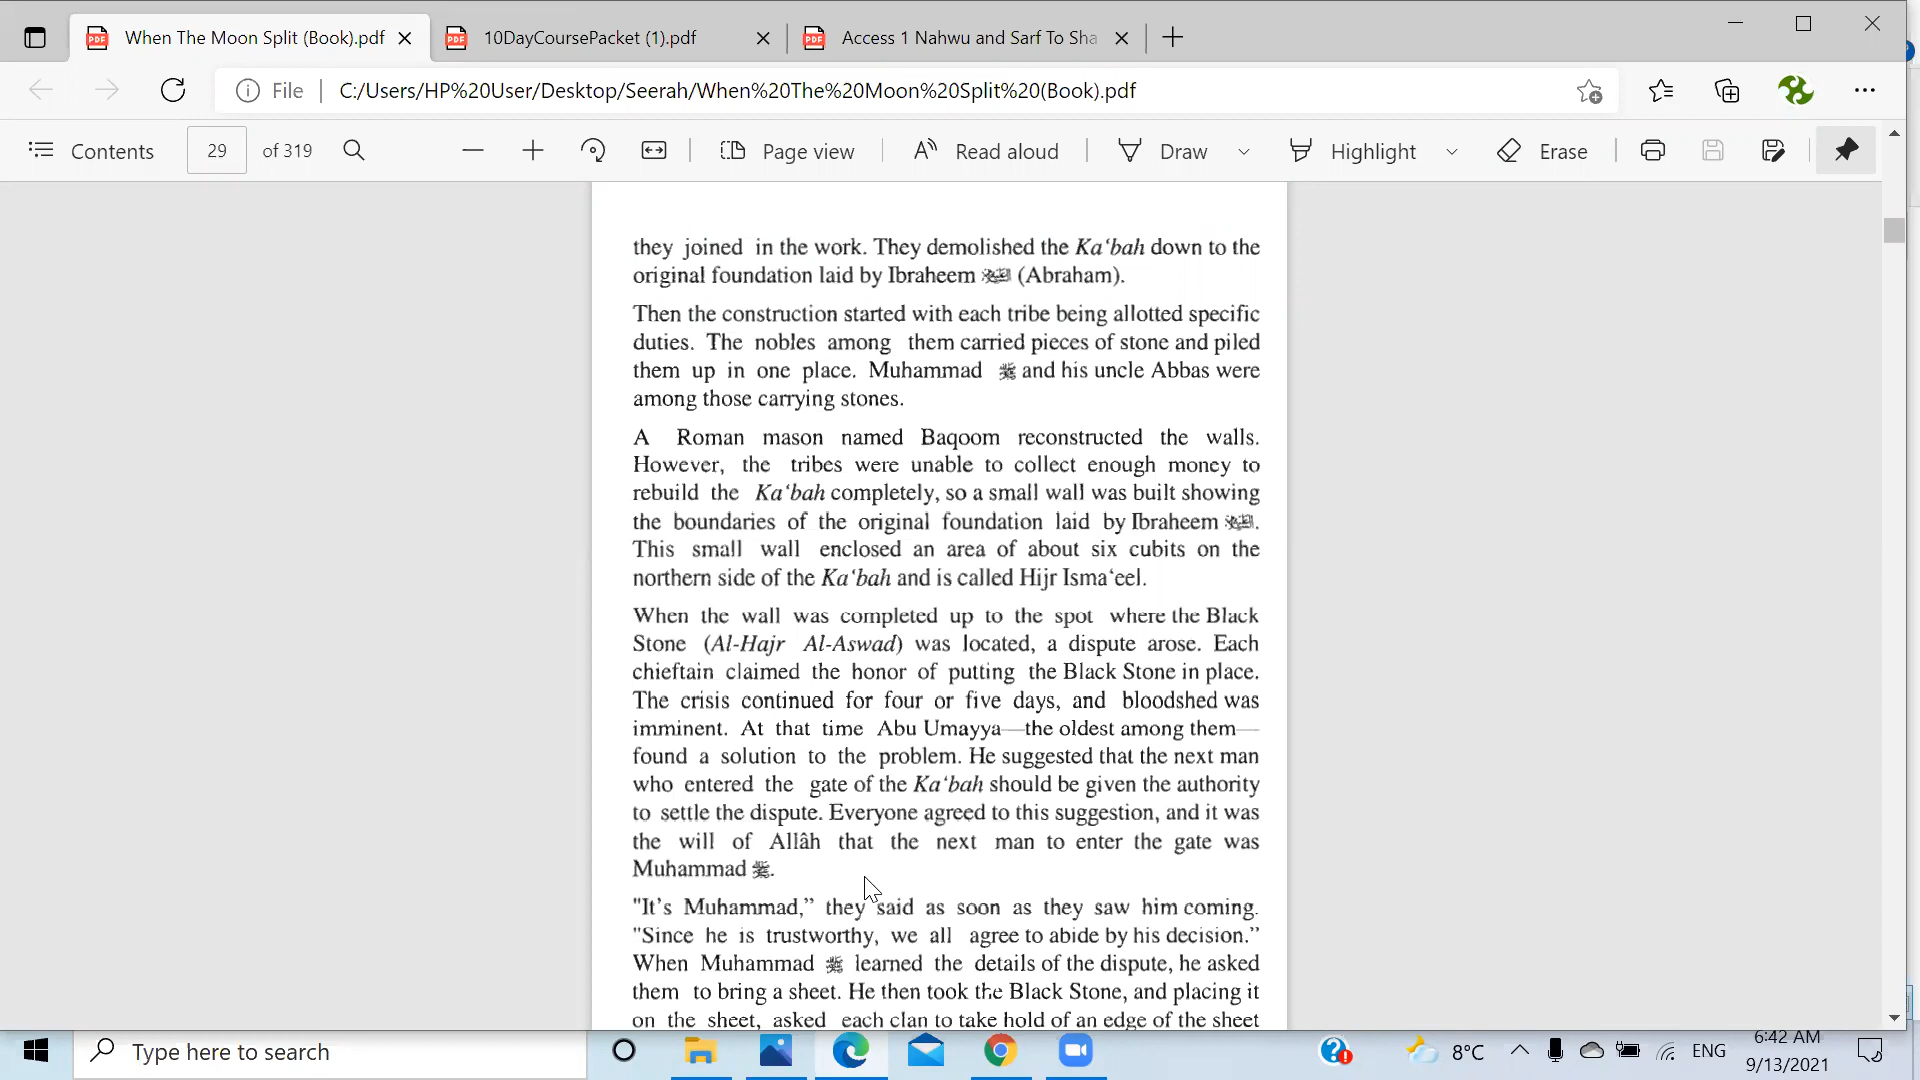 When The Moon Split (Book).pdf
10DayCoursePacket (1).pdf
Access 1 Nahwu and Sarf To Sha
File
C:/Users/HP%20User/Desktop/Seerah/When%20The%20Moon%20Split%20(Book).pdf
Contents
29 of 319
Page view
Read aloud
Draw
Highlight
Erase
they joined in the work. They demolished the Ka‘bah down to the
original foundation laid by Ibraheem (Abraham).
Then the construction started with each tribe being allotted specific
duties. The nobles among them carried pieces of stone and piled
them up in one place. Muhammad ﷺ and his uncle Abbas were
among those carrying stones.
A Roman mason named Baqoom reconstructed the walls.
However, the tribes were unable to collect enough money to
rebuild the Ka‘bah completely, so a small wall was built showing
the boundaries of the original foundation laid by Ibraheem .
This small wall enclosed an area of about six cubits on the
northern side of the Ka‘bah and is called Hijr Isma‘eel.
When the wall was completed up to the spot where the Black
Stone (Al-Hajr Al-Aswad) was located, a dispute arose. Each
chieftain claimed the honor of putting the Black Stone in place.
The crisis continued for four or five days, and bloodshed was
imminent. At that time Abu Umayya—the oldest among them—
found a solution to the problem. He suggested that the next man
who entered the gate of the Ka‘bah should be given the authority
to settle the dispute. Everyone agreed to this suggestion, and it was
the will of Allâh that the next man to enter the gate was
Muhammad ﷺ.
"It's Muhammad,” they said as soon as they saw him coming.
"Since he is trustworthy, we all agree to abide by his decision.”
When Muhammad ﷺ learned the details of the dispute, he asked
them to bring a sheet. He then took the Black Stone, and placing it
on the sheet, asked each clan to take hold of an edge of the sheet
Type here to search
8°C
ENG
6:42 AM
9/13/2021